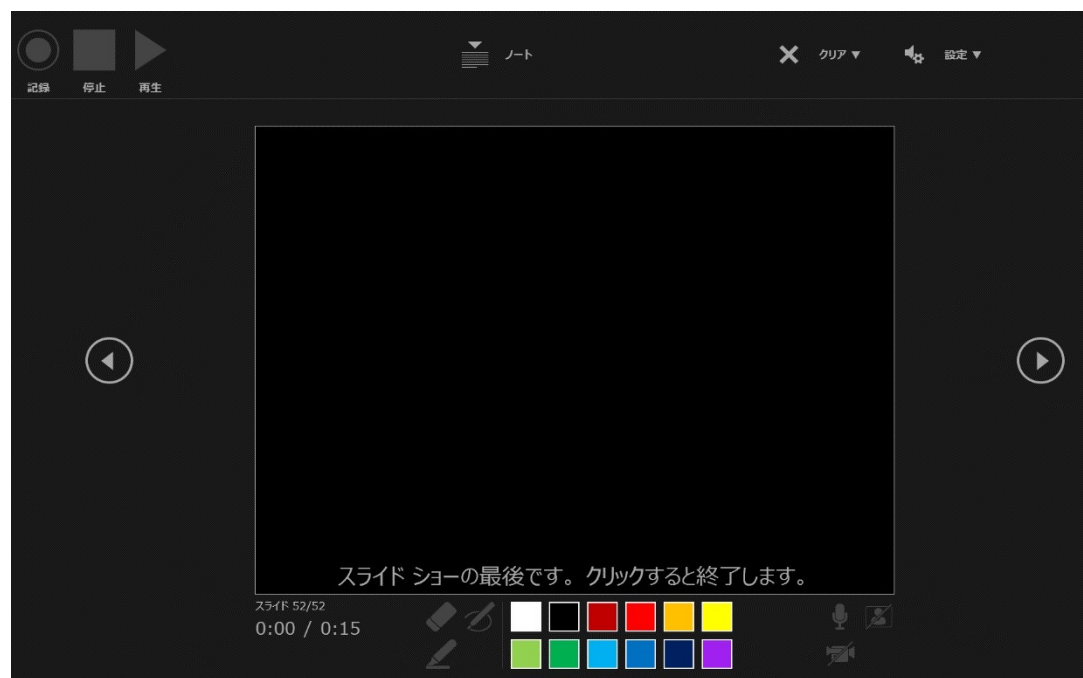 記録
停止
再生
ノート
クリア ▼
設定 ▼
スライド ショーの最後です。クリックすると終了します。
スライド 52/52
0:00 / 0:15